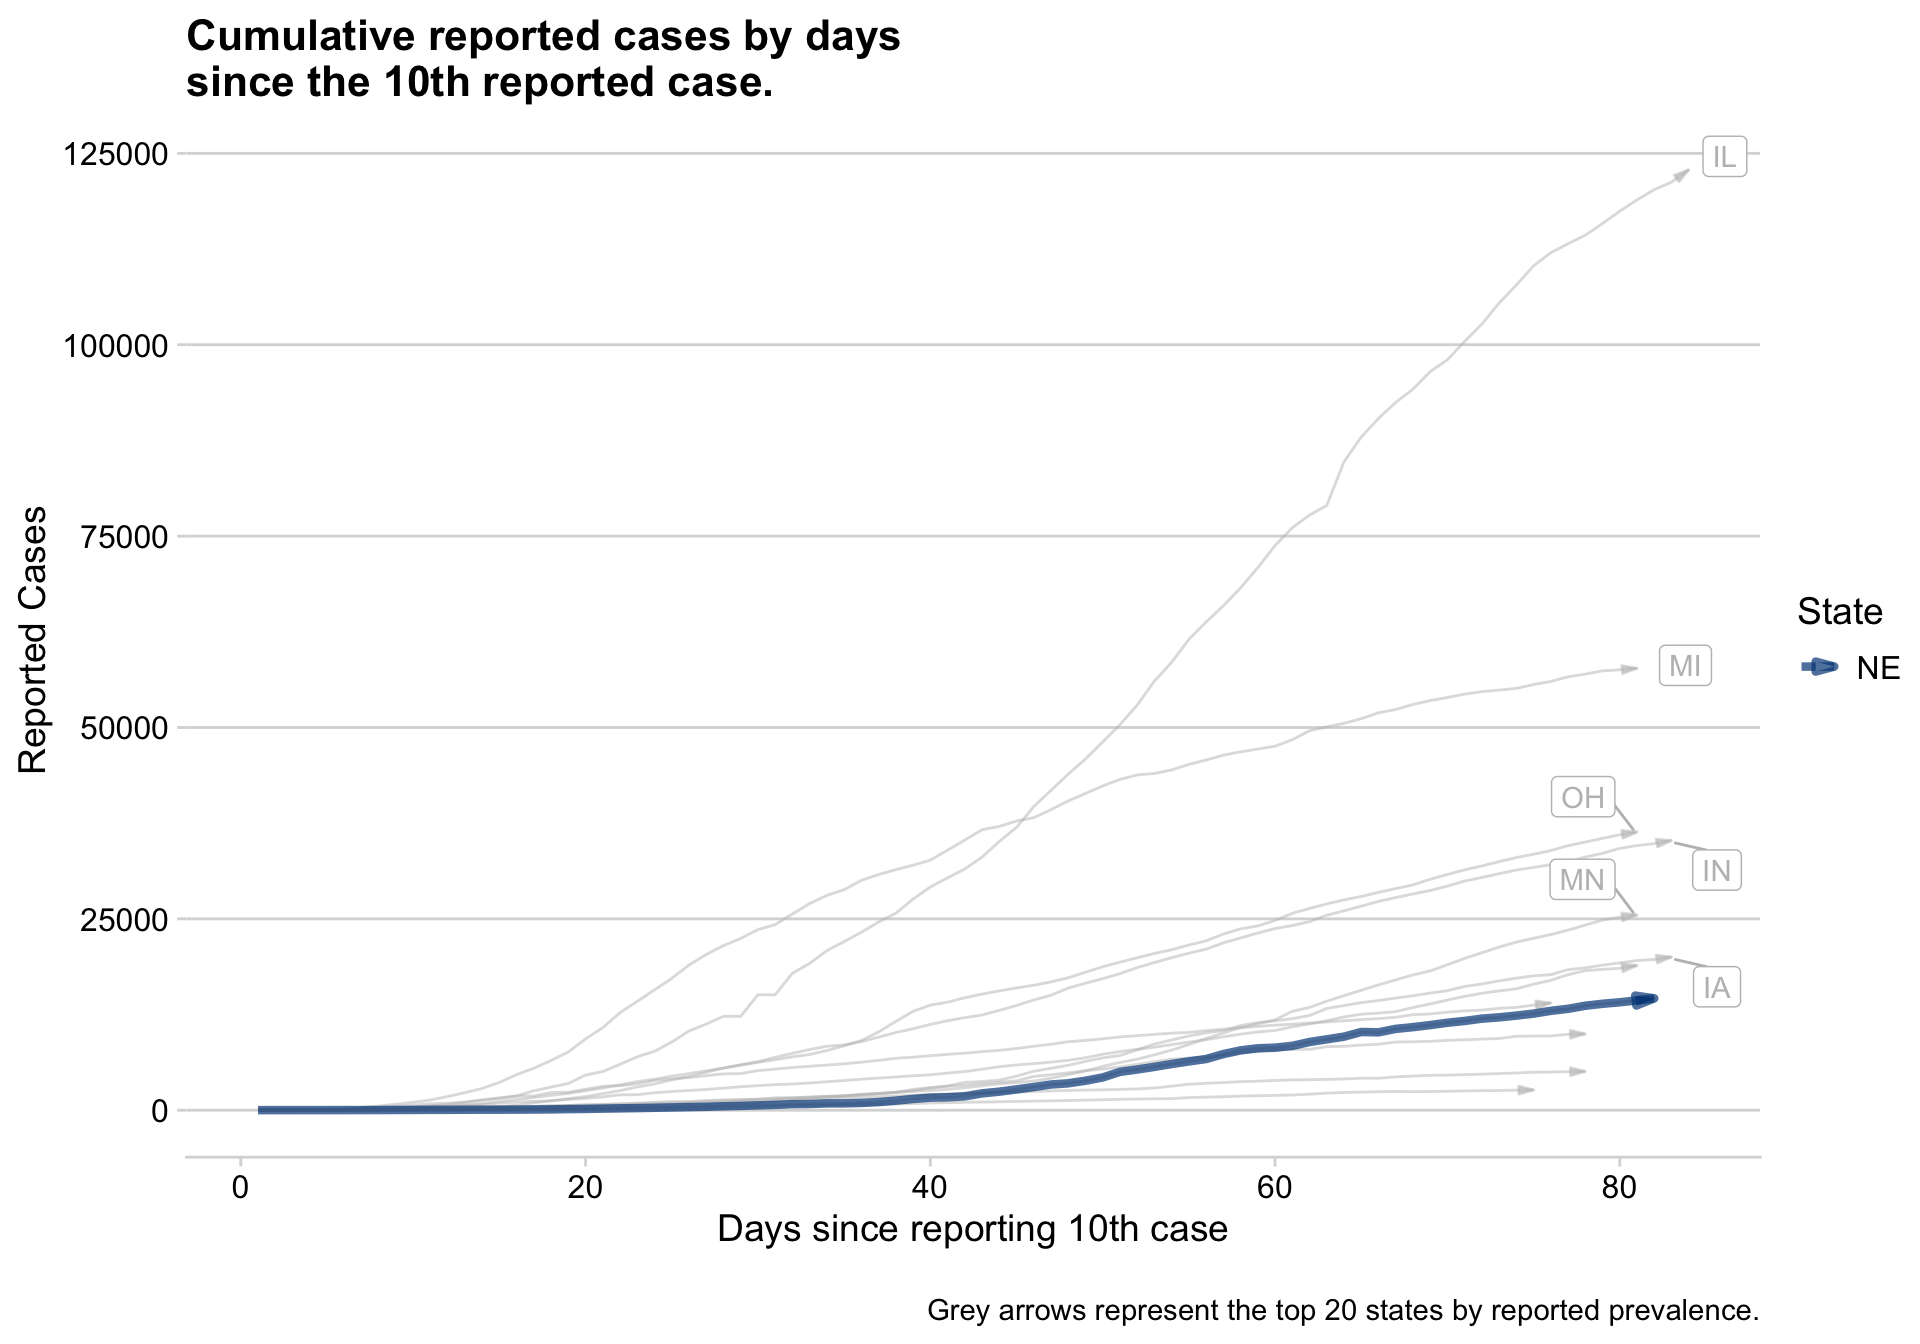 Cumulative reported cases by days
since the 10th reported case.
125000
IL
100000
75000
Reported Cases
State
MI
NE
50000
OH
IN
MN
25000
IA
0
0 20 40 60 80
Days since reporting 10th case
Grey arrows represent the top 20 states by reported prevalence.